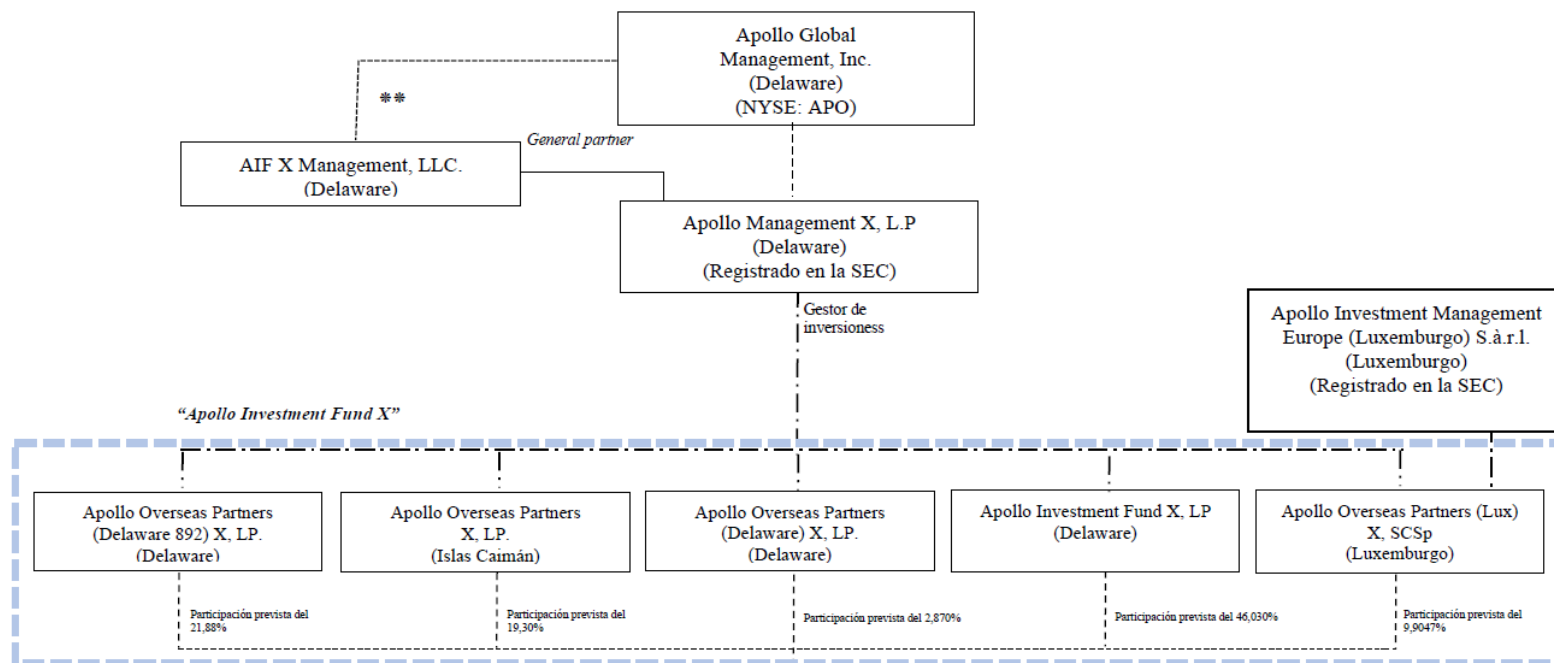 Apollo Global
Management, Inc.
(Delaware)
(NYSE: APO)
**
General partner
AIF X Management, LLC.
(Delaware)
Apollo Management X, L.P
(Delaware)
(Registrado en la SEC)
Gestor de
inversioness
Apollo Investment Management
Europe (Luxemburgo) S.à.r.l.
(Luxemburgo)
(Registrado en la SEC)
“Apollo Investment Fund X”
Apollo Overseas Partners
(Delaware 892) X, LP.
(Delaware)
Apollo Overseas Partners
X, LP.
(Islas Caimán)
Apollo Overseas Partners
(Delaware) X, LP.
(Delaware)
Apollo Investment Fund X, LP
(Delaware)
Apollo Overseas Partners (Lux)
X, SCSp
(Luxemburgo)
Participación prevista del
21,88%
Participación prevista del
19,30%
Participación prevista del 2,870%
Participación prevista del 46,030%
Participación prevista del
9,9047%